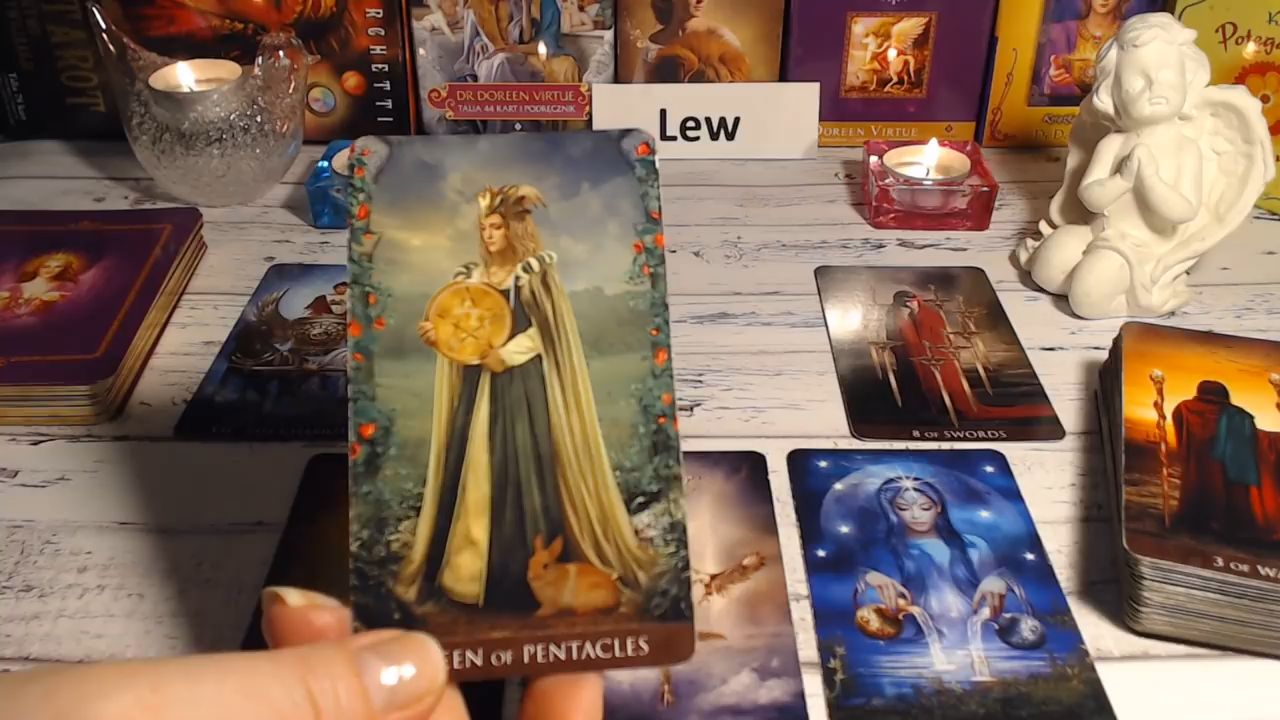 TAROT
RCHETTI
DR DOREEN VIRTUE
TALIA 44 KART I PODRĘCZNIK
Lew
DOREEN VIRTUE
8 OF SWORDS
EEN OF PENTACLES
3 OF WA